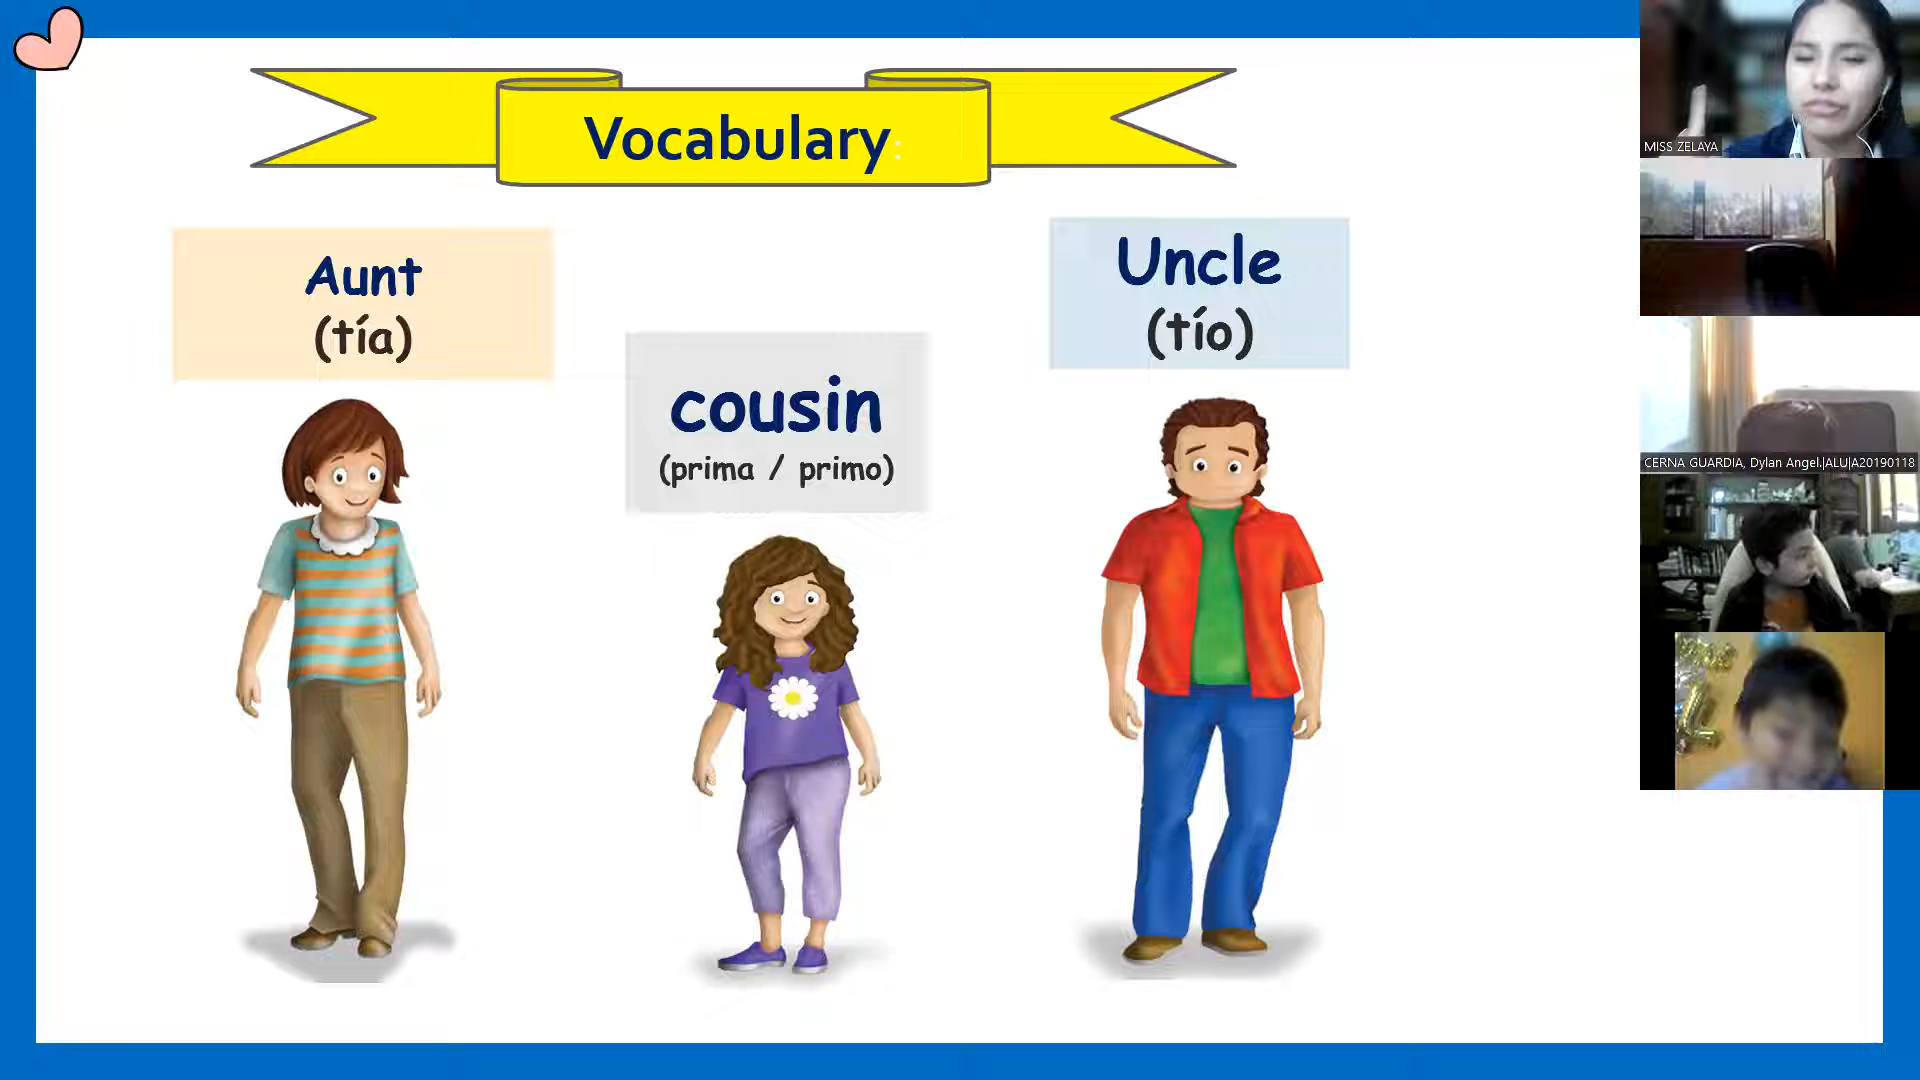 Vocabulary:
Aunt
(tía)
cousin
(prima / primo)
Uncle
(tío)
MISS ZELAYA
CERNA GUARDIA, Dylan Angel.|ALU|A20190118